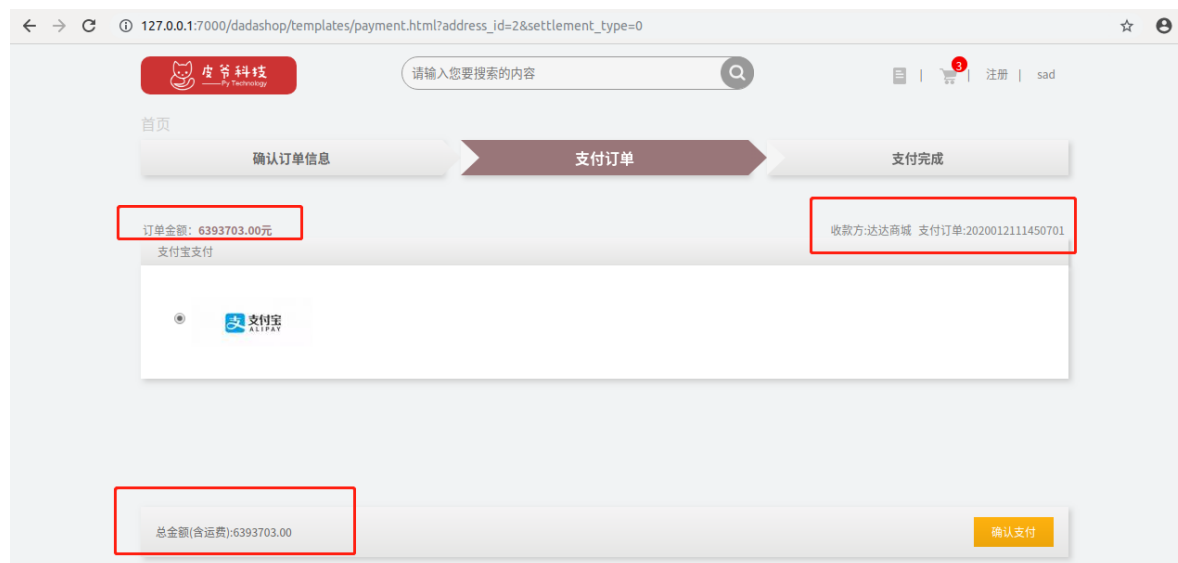 127.0.0.1:7000/dadashop/templates/payment.html?address_id=2&settlement_type=0
皮爷科技
Py Technology
请输入您要搜索的内容
3
| 注册 | sad
首页
确认订单信息
支付订单
支付完成
订单金额：6393703.00元
收款方:达达商城 支付订单:2020012111450701
支付宝支付
支 支付宝
ALIPAY
总金额(含运费):6393703.00
确认支付